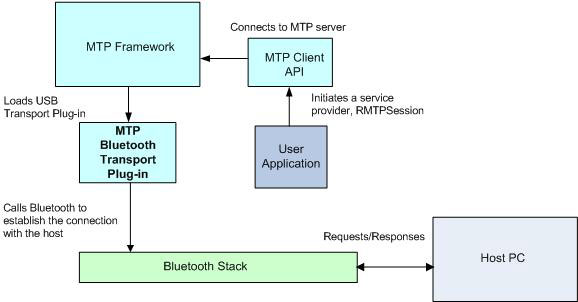 MTP Framework
Connects to MTP server
MTP Client
API
Loads USB
Transport Plug-in
Initiates a service
provider, RMTPSession
MTP
Bluetooth
Transport
Plug-in
User
Application
Calls Bluetooth to
establish the connection
with the host
Requests/Responses
Bluetooth Stack
Host PC